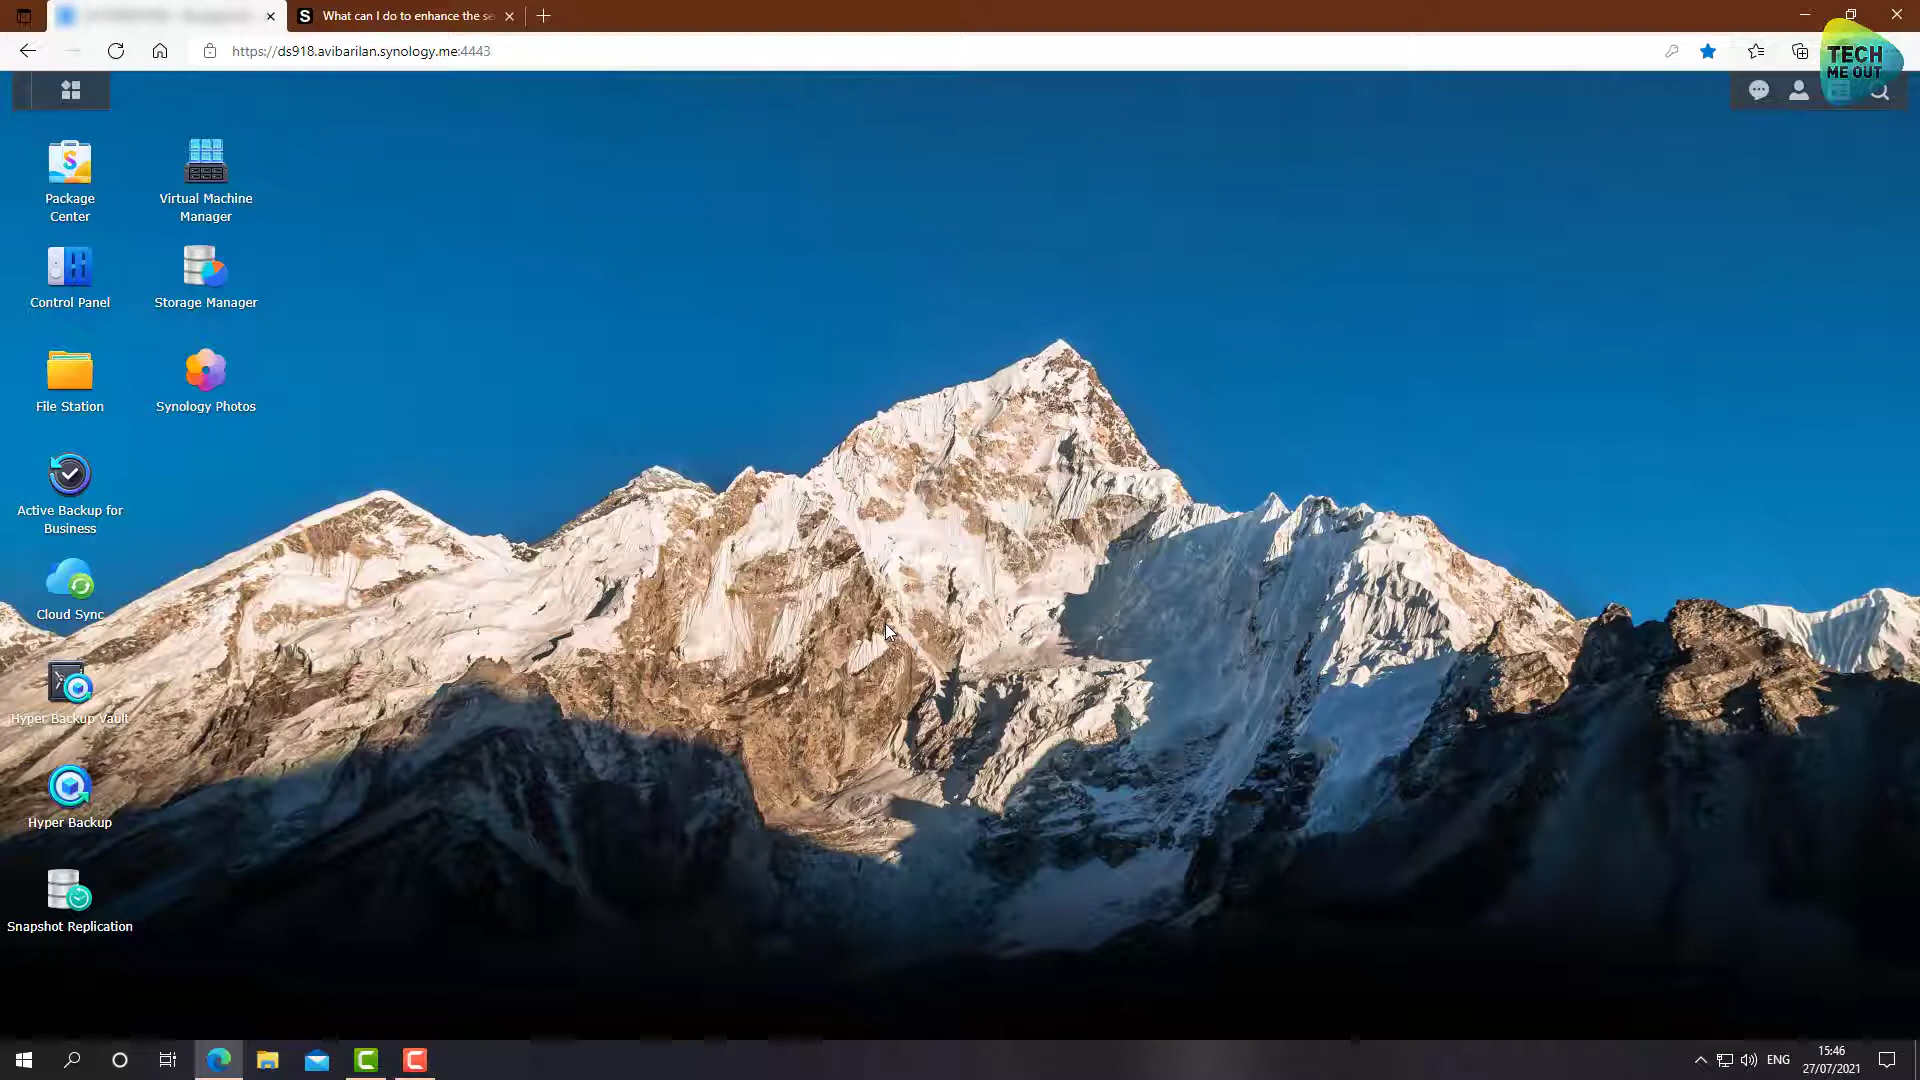 What can I do to enhance the se
https://ds918.avibarilan.synology.me:4443
TECH
ME OUT
Package
Center
Virtual Machine
Manager
Control Panel
Storage Manager
File Station
Synology Photos
Active Backup for
Business
Cloud Sync
Hyper Backup Vault
Hyper Backup
Snapshot Replication
ENG
15:46
27/07/2021